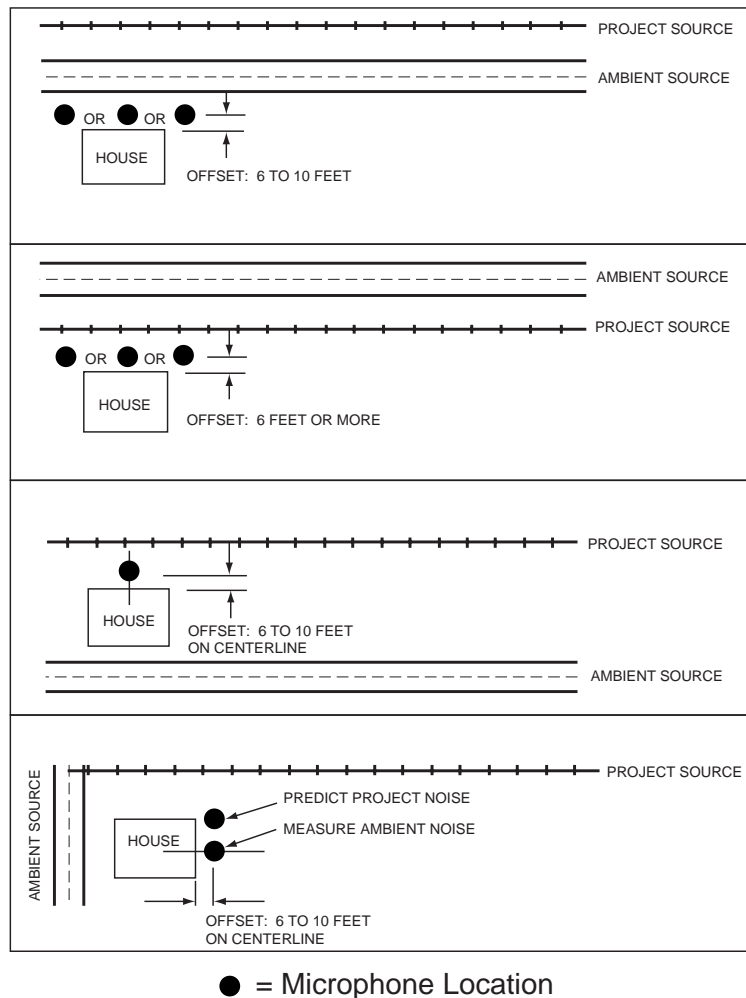 PROJECT SOURCE
AMBIENT SOURCE
OR OR
HOUSE
OFFSET: 6 TO 10 FEET
AMBIENT SOURCE
PROJECT SOURCE
OR OR
HOUSE
OFFSET: 6 FEET OR MORE
PROJECT SOURCE
HOUSE
OFFSET: 6 TO 10 FEET
ON CENTERLINE
AMBIENT SOURCE
AMBIENT SOURCE
PROJECT SOURCE
PREDICT PROJECT NOISE
MEASURE AMBIENT NOISE
HOUSE
OFFSET: 6 TO 10 FEET
ON CENTERLINE
= Microphone Location